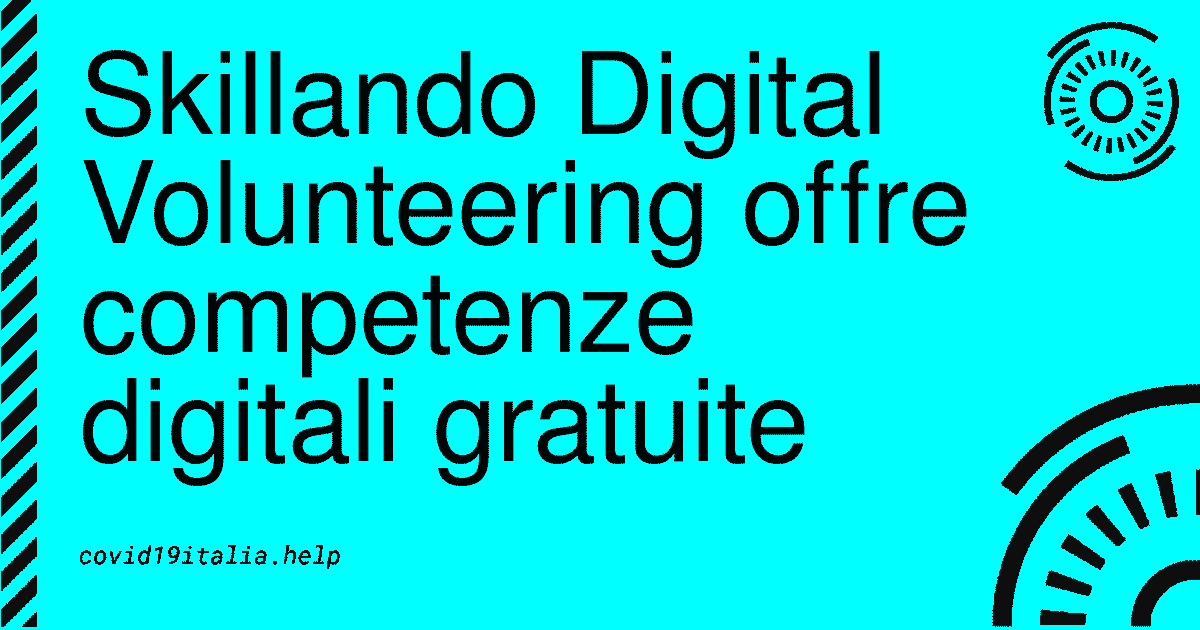 Skillando Digital
Volunteering offre
competenze
digitali gratuite
covid19italia.help